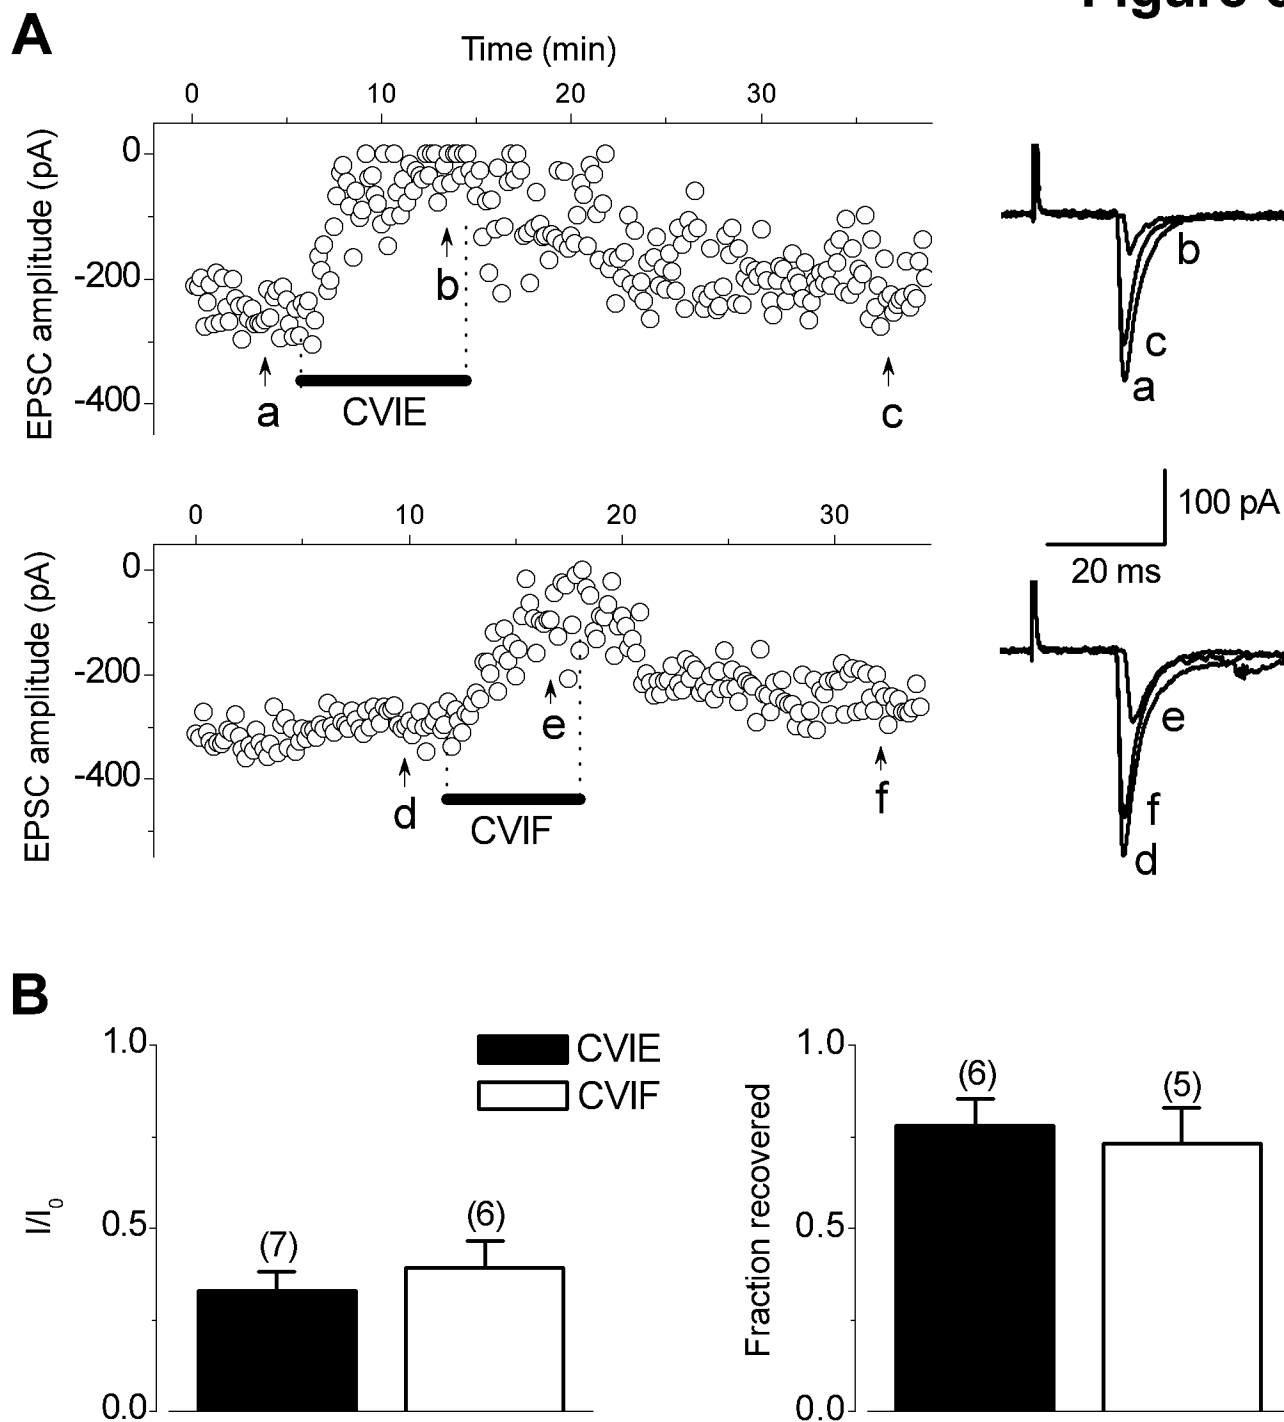 Figure
A
Time (min)
0 10 20 30
EPSC amplitude (pA)
0
-200
-400
a
b
c
CVIE
b
c
a
100 pA
20 ms
0 10 20 30
EPSC amplitude (pA)
0
-200
-400
d
e
f
CVIF
e
f
d
B
1.0
0.5
0.0
I/I0
(7)
(6)
CVIE
CVIF
1.0
0.5
0.0
Fraction recovered
(6)
(5)